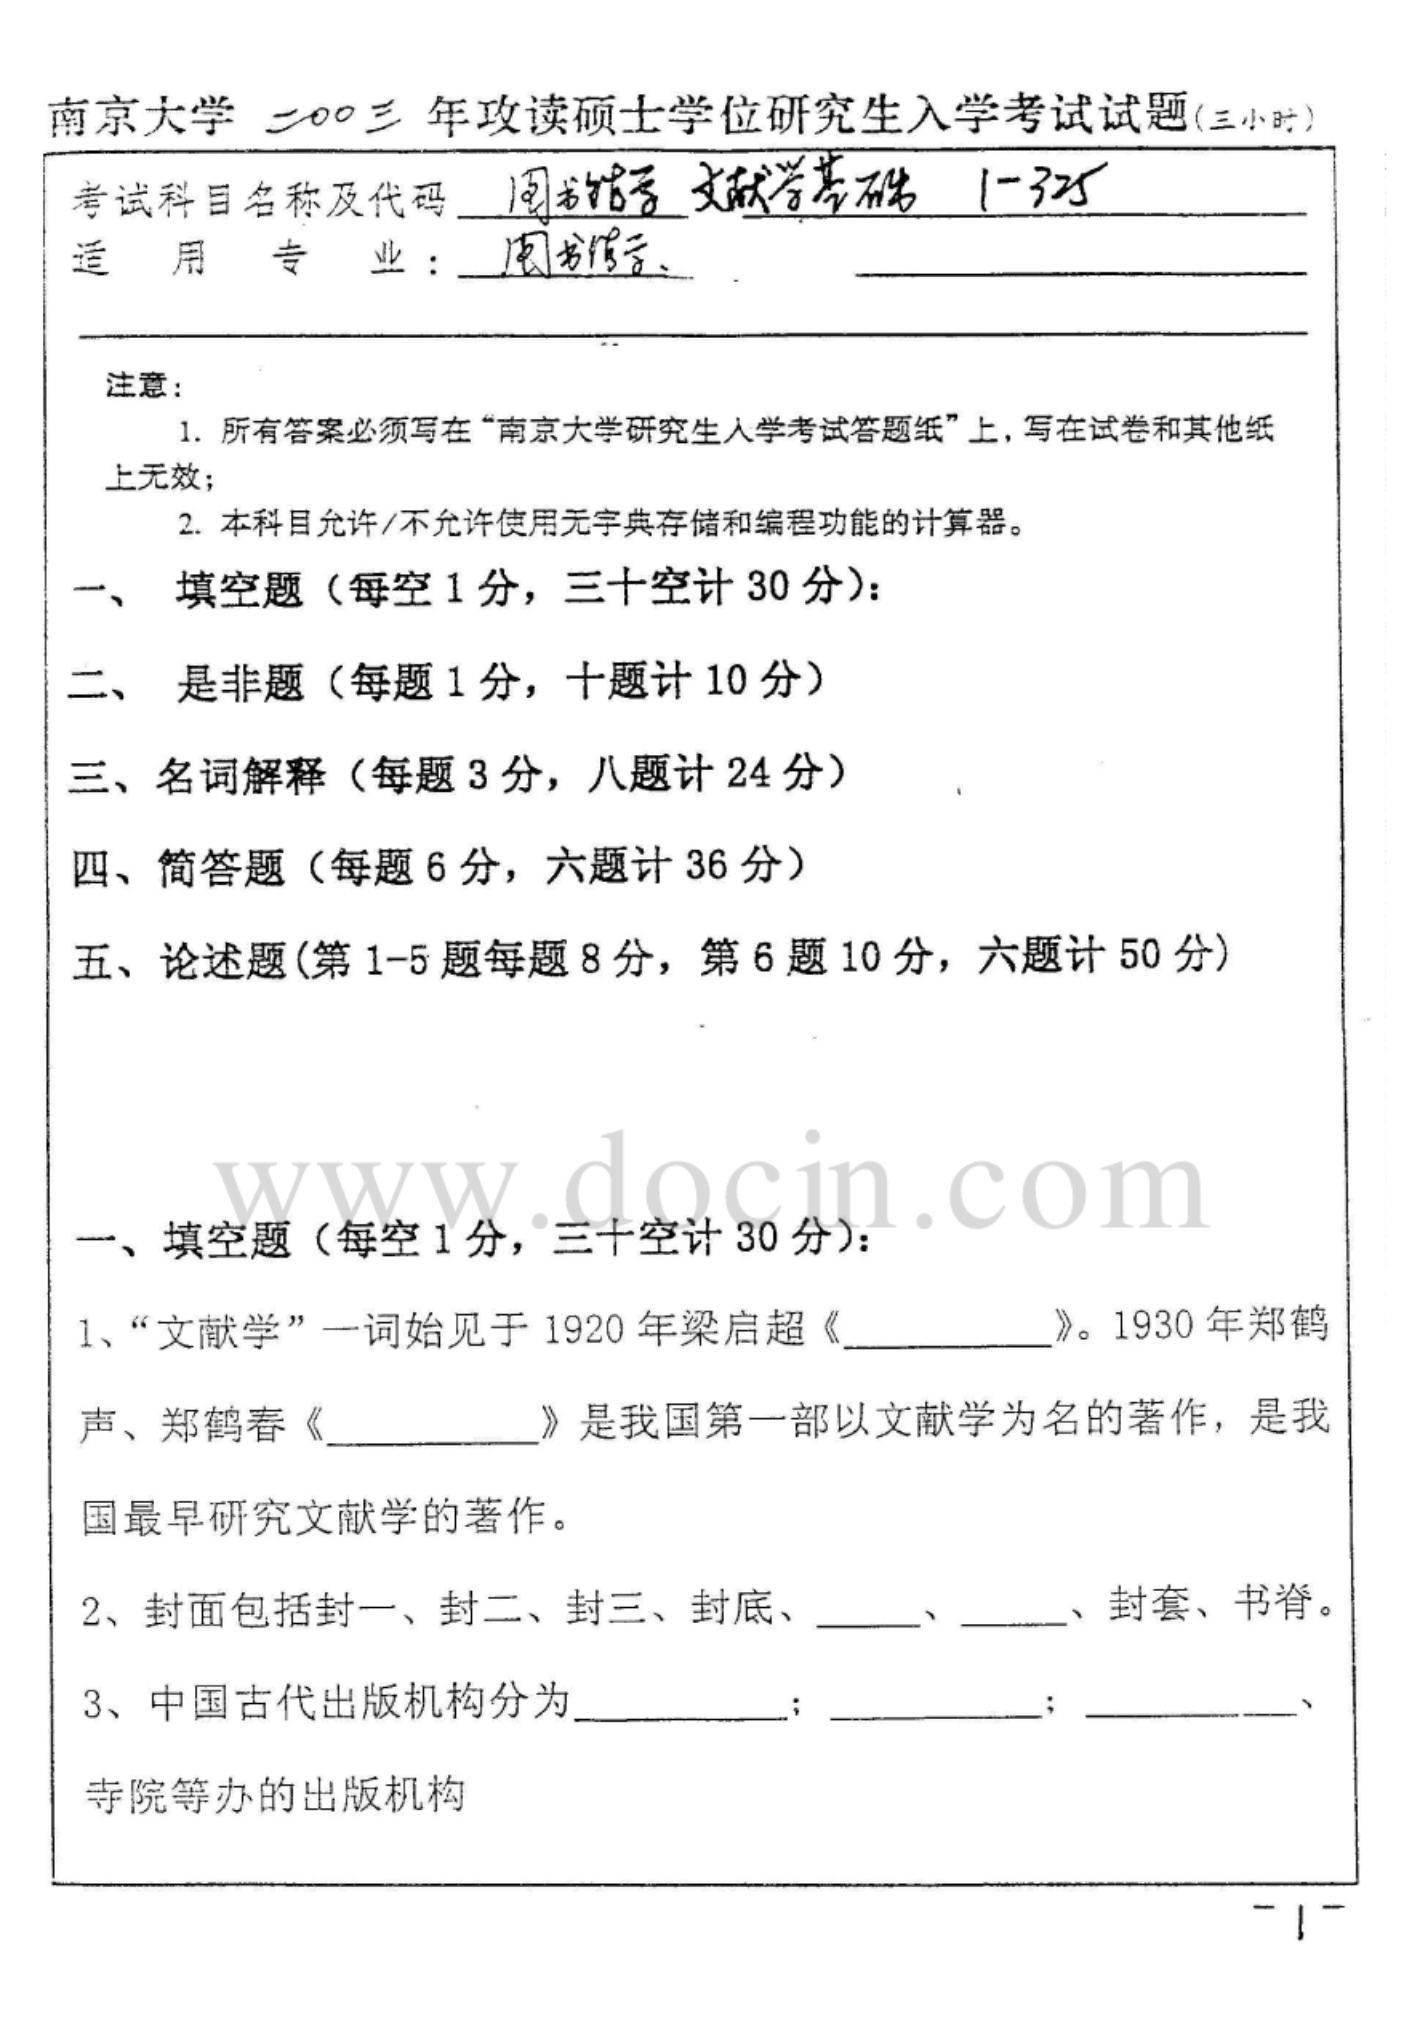 南京大学 二00三 年攻读硕士学位研究生入学考试试题(三小时)
考试科目名称及代码 图书情学 文献学基础 1-325
适 用 专 业： 图书情学、
注意：
1. 所有答案必须写在“南京大学研究生入学考试答题纸”上，写在试卷和其他纸
上无效；
2. 本科目允许/不允许使用无字典存储和编程功能的计算器。
一、 填空题（每空1分，三十空计30分）：
二、 是非题（每题1分，十题计10分）
三、名词解释（每题3分，八题计24分）
四、简答题（每题6分，六题计36分）
五、论述题(第1-5题每题8分，第6题10分，六题计50分)
www.docin.com
一、填空题（每空1分，三十空计30分）：
1、“文献学”一词始见于1920年梁启超《__________》。1930年郑鹤
声、郑鹤春《__________》是我国第一部以文献学为名的著作，是我
国最早研究文献学的著作。
2、封面包括封一、封二、封三、封底、_____、_____、封套、书脊。
3、中国古代出版机构分为__________；__________；__________、
寺院等办的出版机构
-1-